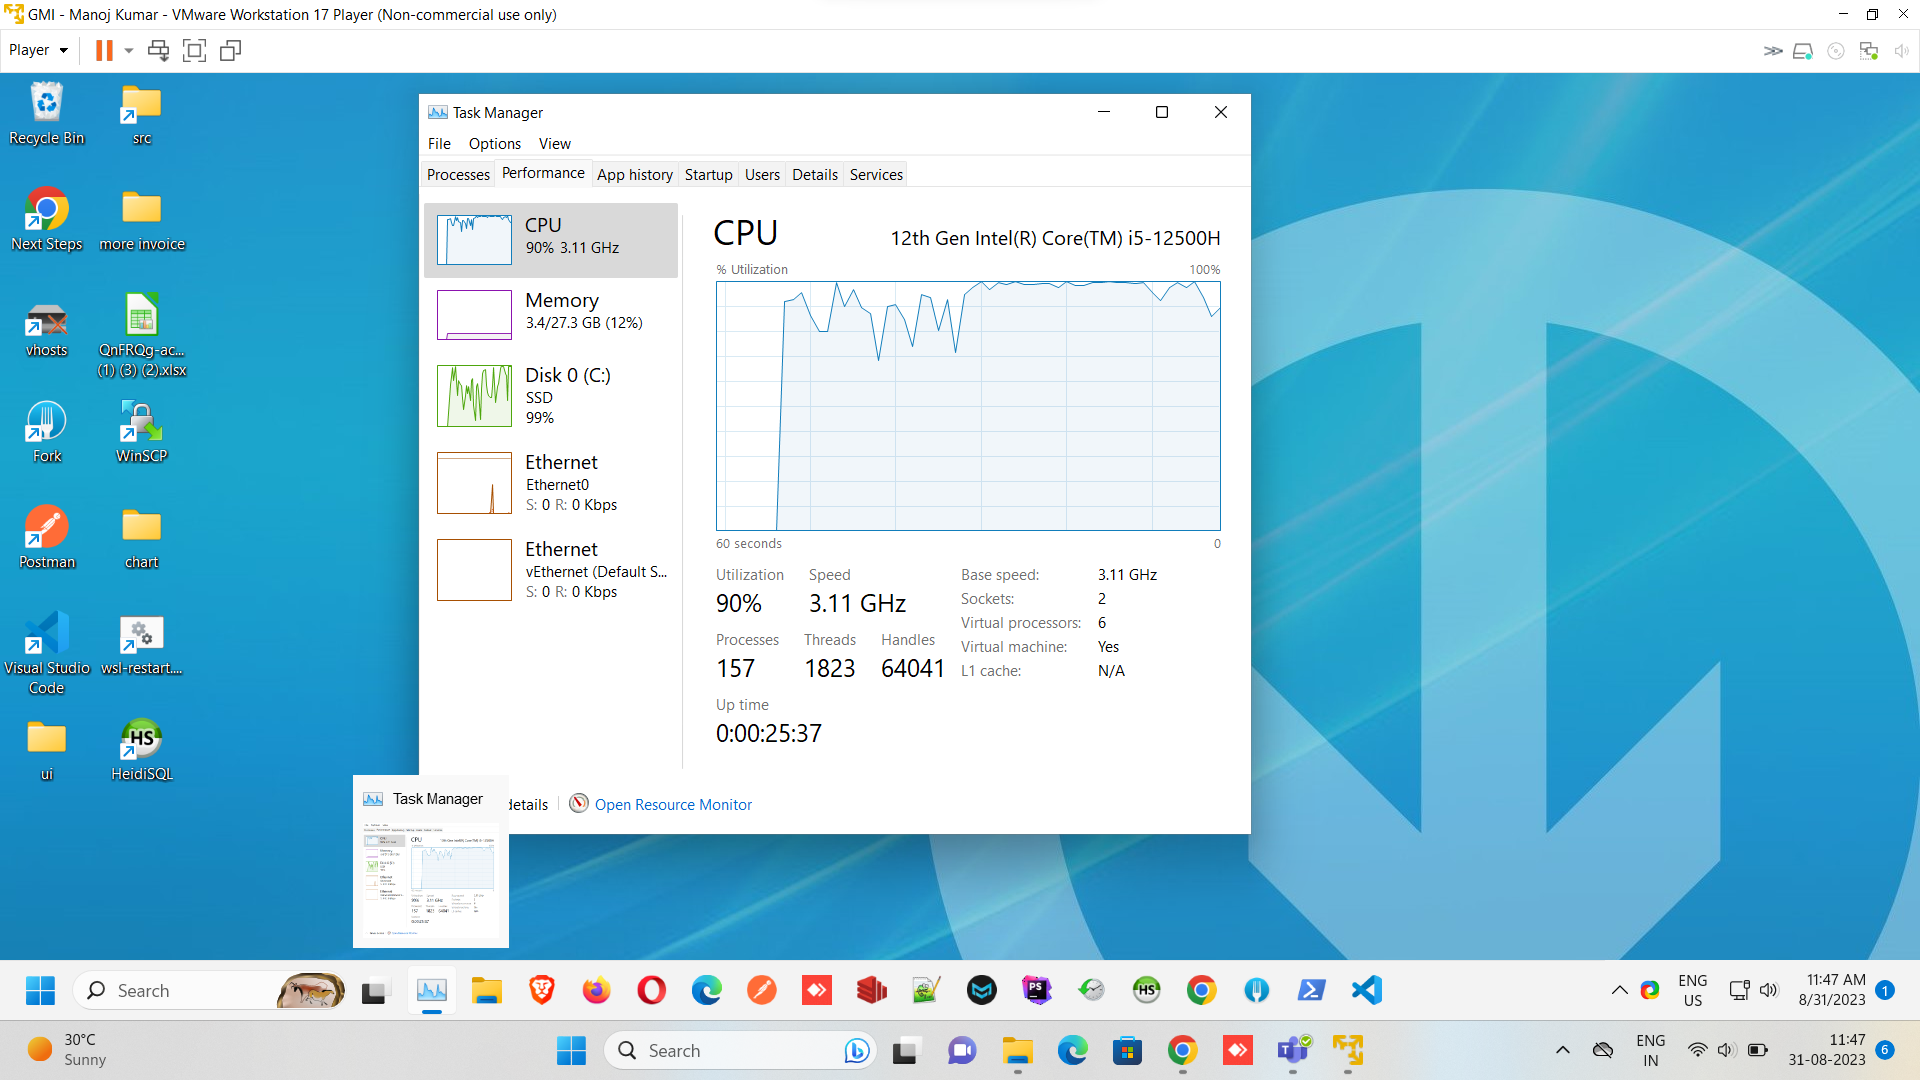 GMI - Manoj Kumar - VMware Workstation 17 Player (Non-commercial use only)
Player
Recycle Bin
src
Next Steps
more invoice
vhosts
QnFRQg-ac...
(1) (3) (2).xlsx
Fork
WinSCP
Postman
chart
Visual Studio
Code
wsl-restart....
ui
HeidiSQL
Task Manager
File Options View
Processes Performance App history Startup Users Details Services
CPU
90% 3.11 GHz
Memory
3.4/27.3 GB (12%)
Disk 0 (C:)
SSD
99%
Ethernet
Ethernet0
S: 0 R: 0 Kbps
Ethernet
vEthernet (Default S...
S: 0 R: 0 Kbps
CPU
12th Gen Intel(R) Core(TM) i5-12500H
% Utilization
100%
60 seconds
0
Utilization
90%
Speed
3.11 GHz
Processes
157
Threads
1823
Handles
64041
Up time
0:00:25:37
Base speed: 3.11 GHz
Sockets: 2
Virtual processors: 6
Virtual machine: Yes
L1 cache: N/A
details
Open Resource Monitor
Task Manager
Search
PS
HS
ENG
US
11:47 AM
8/31/2023
1
30°C
Sunny
Search
ENG
IN
11:47
31-08-2023
6